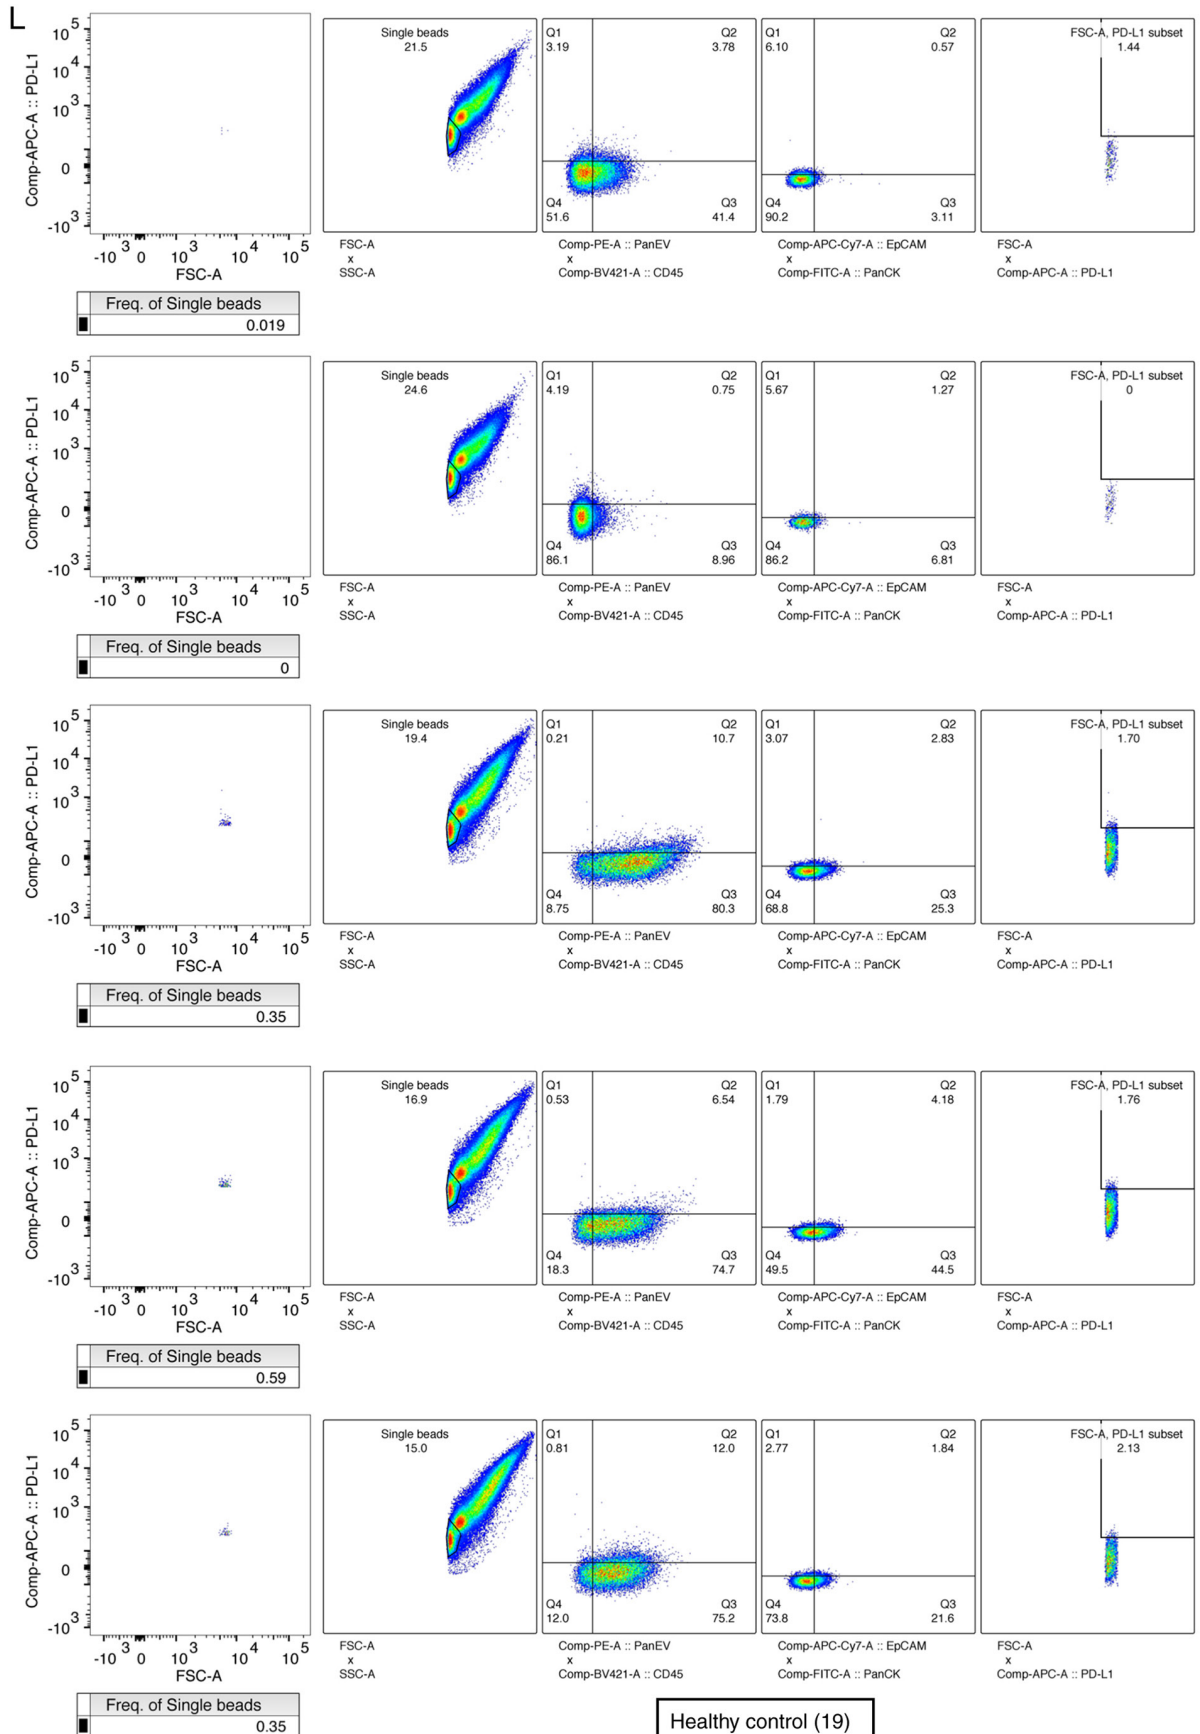 L
Comp-APC-A :: PD-L1
10^5
10^4
10^3
0
-10^3
-10^3 0 10^3 10^4 10^5
FSC-A
Freq. of Single beads
0.019
Single beads
21.5
FSC-A
x
SSC-A
Q1 Q2
3.19 3.78
Q4 Q3
51.6 41.4
Comp-PE-A :: PanEV
x
Comp-BV421-A :: CD45
Q1 Q2
6.10 0.57
Q4 Q3
90.2 3.11
Comp-APC-Cy7-A :: EpCAM
x
Comp-FITC-A :: PanCK
FSC-A, PD-L1 subset
1.44
FSC-A
x
Comp-APC-A :: PD-L1
Comp-APC-A :: PD-L1
10^5
10^4
10^3
0
-10^3
-10^3 0 10^3 10^4 10^5
FSC-A
Freq. of Single beads
0
Single beads
24.6
FSC-A
x
SSC-A
Q1 Q2
4.19 0.75
Q4 Q3
86.1 8.96
Comp-PE-A :: PanEV
x
Comp-BV421-A :: CD45
Q1 Q2
5.67 1.27
Q4 Q3
86.2 6.81
Comp-APC-Cy7-A :: EpCAM
x
Comp-FITC-A :: PanCK
FSC-A, PD-L1 subset
0
FSC-A
x
Comp-APC-A :: PD-L1
Comp-APC-A :: PD-L1
10^5
10^4
10^3
0
-10^3
-10^3 0 10^3 10^4 10^5
FSC-A
Freq. of Single beads
0.35
Single beads
19.4
FSC-A
x
SSC-A
Q1 Q2
0.21 10.7
Q4 Q3
8.75 80.3
Comp-PE-A :: PanEV
x
Comp-BV421-A :: CD45
Q1 Q2
3.07 2.83
Q4 Q3
68.8 25.3
Comp-APC-Cy7-A :: EpCAM
x
Comp-FITC-A :: PanCK
FSC-A, PD-L1 subset
1.70
FSC-A
x
Comp-APC-A :: PD-L1
Comp-APC-A :: PD-L1
10^5
10^4
10^3
0
-10^3
-10^3 0 10^3 10^4 10^5
FSC-A
Freq. of Single beads
0.59
Single beads
16.9
FSC-A
x
SSC-A
Q1 Q2
0.53 6.54
Q4 Q3
18.3 74.7
Comp-PE-A :: PanEV
x
Comp-BV421-A :: CD45
Q1 Q2
1.79 4.18
Q4 Q3
49.5 44.5
Comp-APC-Cy7-A :: EpCAM
x
Comp-FITC-A :: PanCK
FSC-A, PD-L1 subset
1.76
FSC-A
x
Comp-APC-A :: PD-L1
Comp-APC-A :: PD-L1
10^5
10^4
10^3
0
-10^3
-10^3 0 10^3 10^4 10^5
FSC-A
Freq. of Single beads
0.35
Single beads
15.0
FSC-A
x
SSC-A
Q1 Q2
0.81 12.0
Q4 Q3
12.0 75.2
Comp-PE-A :: PanEV
x
Comp-BV421-A :: CD45
Q1 Q2
2.77 1.84
Q4 Q3
73.8 21.6
Comp-APC-Cy7-A :: EpCAM
x
Comp-FITC-A :: PanCK
FSC-A, PD-L1 subset
2.13
FSC-A
x
Comp-APC-A :: PD-L1
Healthy control (19)